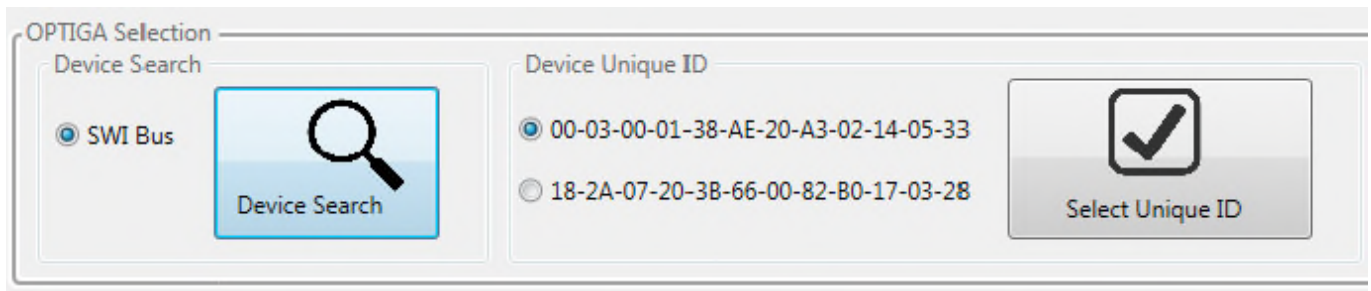 OPTIGA Selection
Device Search
SWI Bus
Device Search
Device Unique ID
00-03-00-01-38-AE-20-A3-02-14-05-33
18-2A-07-20-3B-66-00-82-B0-17-03-28
Select Unique ID